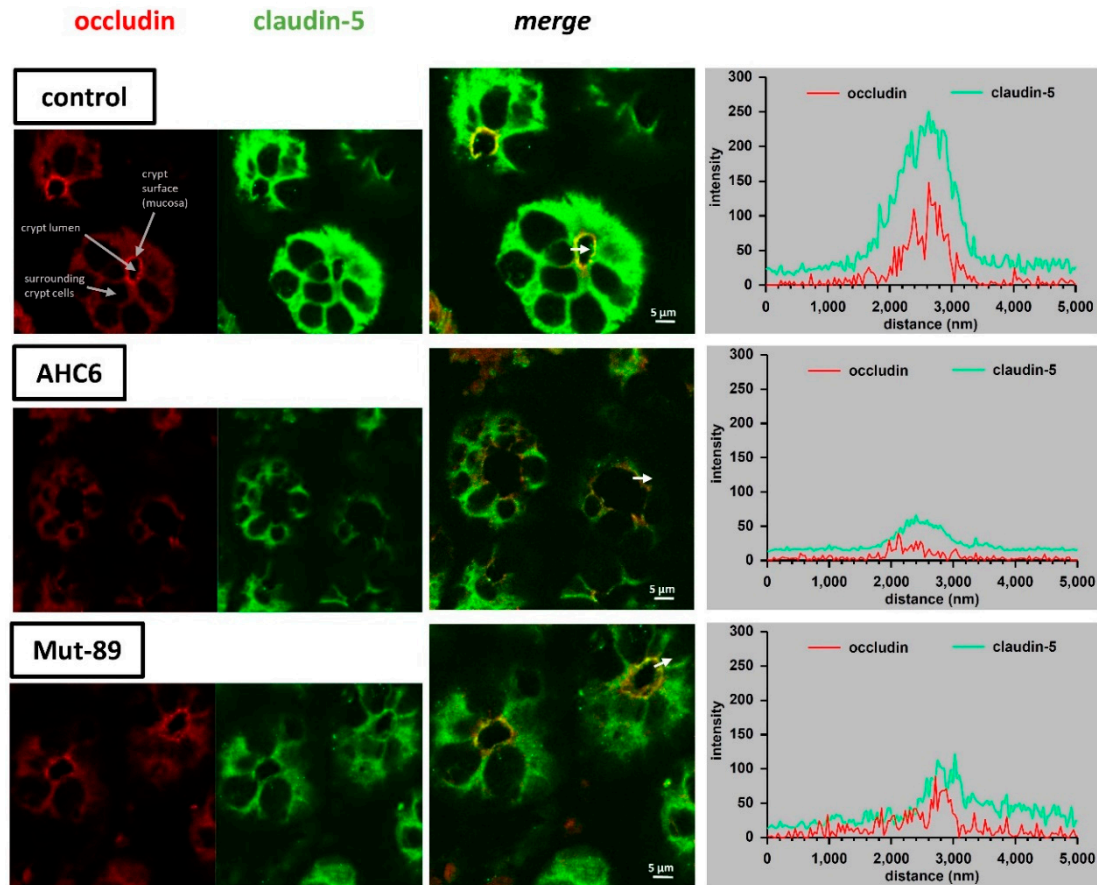 occludin claudin-5 merge
control
crypt
surface
(mucosa)
crypt lumen
surrounding
crypt cells
5 µm
300
250
200
150
100
50
0
intensity
occludin claudin-5
0 1,000 2,000 3,000 4,000 5,000
distance (nm)
AHC6
5 µm
300
250
200
150
100
50
0
intensity
occludin claudin-5
0 1,000 2,000 3,000 4,000 5,000
distance (nm)
Mut-89
5 µm
300
250
200
150
100
50
0
intensity
occludin claudin-5
0 1,000 2,000 3,000 4,000 5,000
distance (nm)